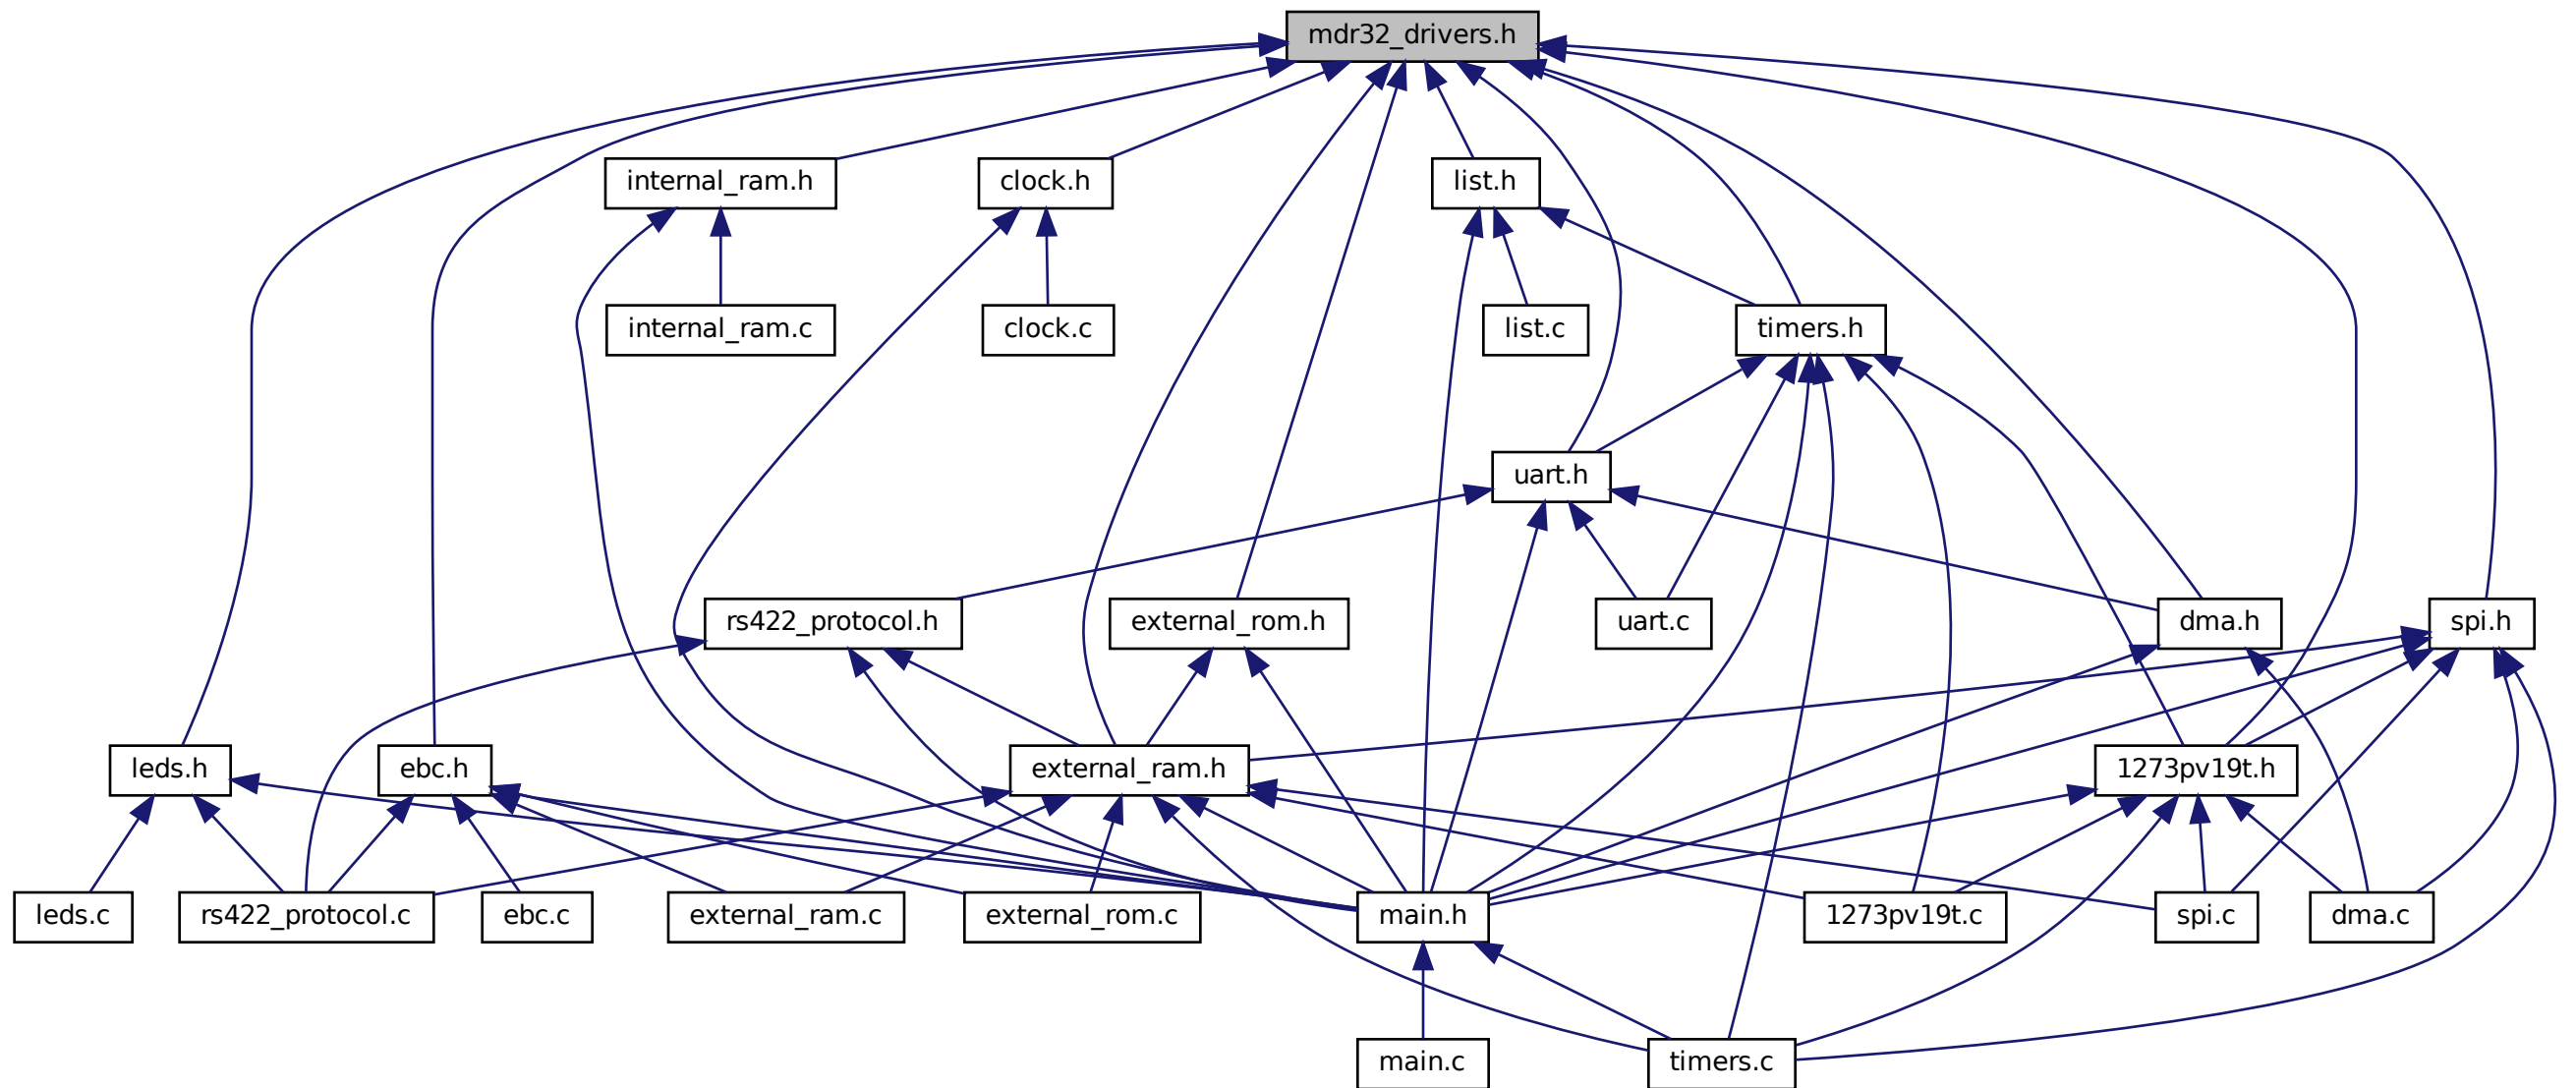 mdr32_drivers.h
internal_ram.h
clock.h
list.h
internal_ram.c
clock.c
list.c
timers.h
uart.h
rs422_protocol.h
external_rom.h
uart.c
dma.h
spi.h
leds.h
ebc.h
external_ram.h
1273pv19t.h
leds.c
rs422_protocol.c
ebc.c
external_ram.c
external_rom.c
main.h
1273pv19t.c
spi.c
dma.c
main.c
timers.c